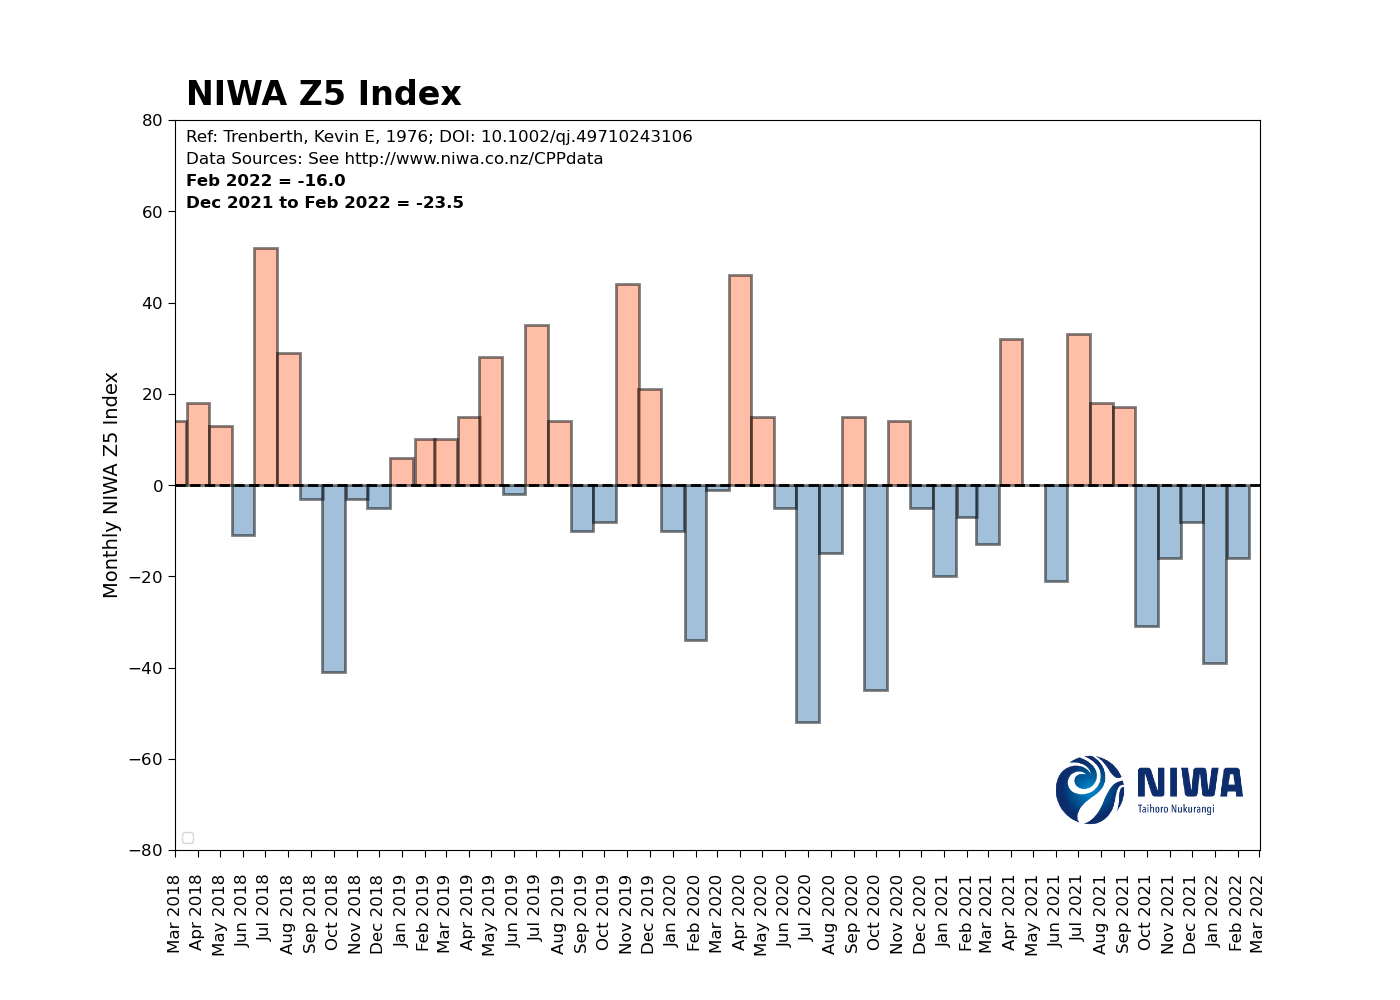 NIWA Z5 Index
Ref: Trenberth, Kevin E, 1976; DOI: 10.1002/qj.49710243106
Data Sources: See http://www.niwa.co.nz/CPPdata
Feb 2022 = -16.0
Dec 2021 to Feb 2022 = -23.5
Monthly NIWA Z5 Index
80
60
40
20
0
−20
−40
−60
−80
NIWA
Taihoro Nukurangi
Mar 2018
Apr 2018
May 2018
Jun 2018
Jul 2018
Aug 2018
Sep 2018
Oct 2018
Nov 2018
Dec 2018
Jan 2019
Feb 2019
Mar 2019
Apr 2019
May 2019
Jun 2019
Jul 2019
Aug 2019
Sep 2019
Oct 2019
Nov 2019
Dec 2019
Jan 2020
Feb 2020
Mar 2020
Apr 2020
May 2020
Jun 2020
Jul 2020
Aug 2020
Sep 2020
Oct 2020
Nov 2020
Dec 2020
Jan 2021
Feb 2021
Mar 2021
Apr 2021
May 2021
Jun 2021
Jul 2021
Aug 2021
Sep 2021
Oct 2021
Nov 2021
Dec 2021
Jan 2022
Feb 2022
Mar 2022